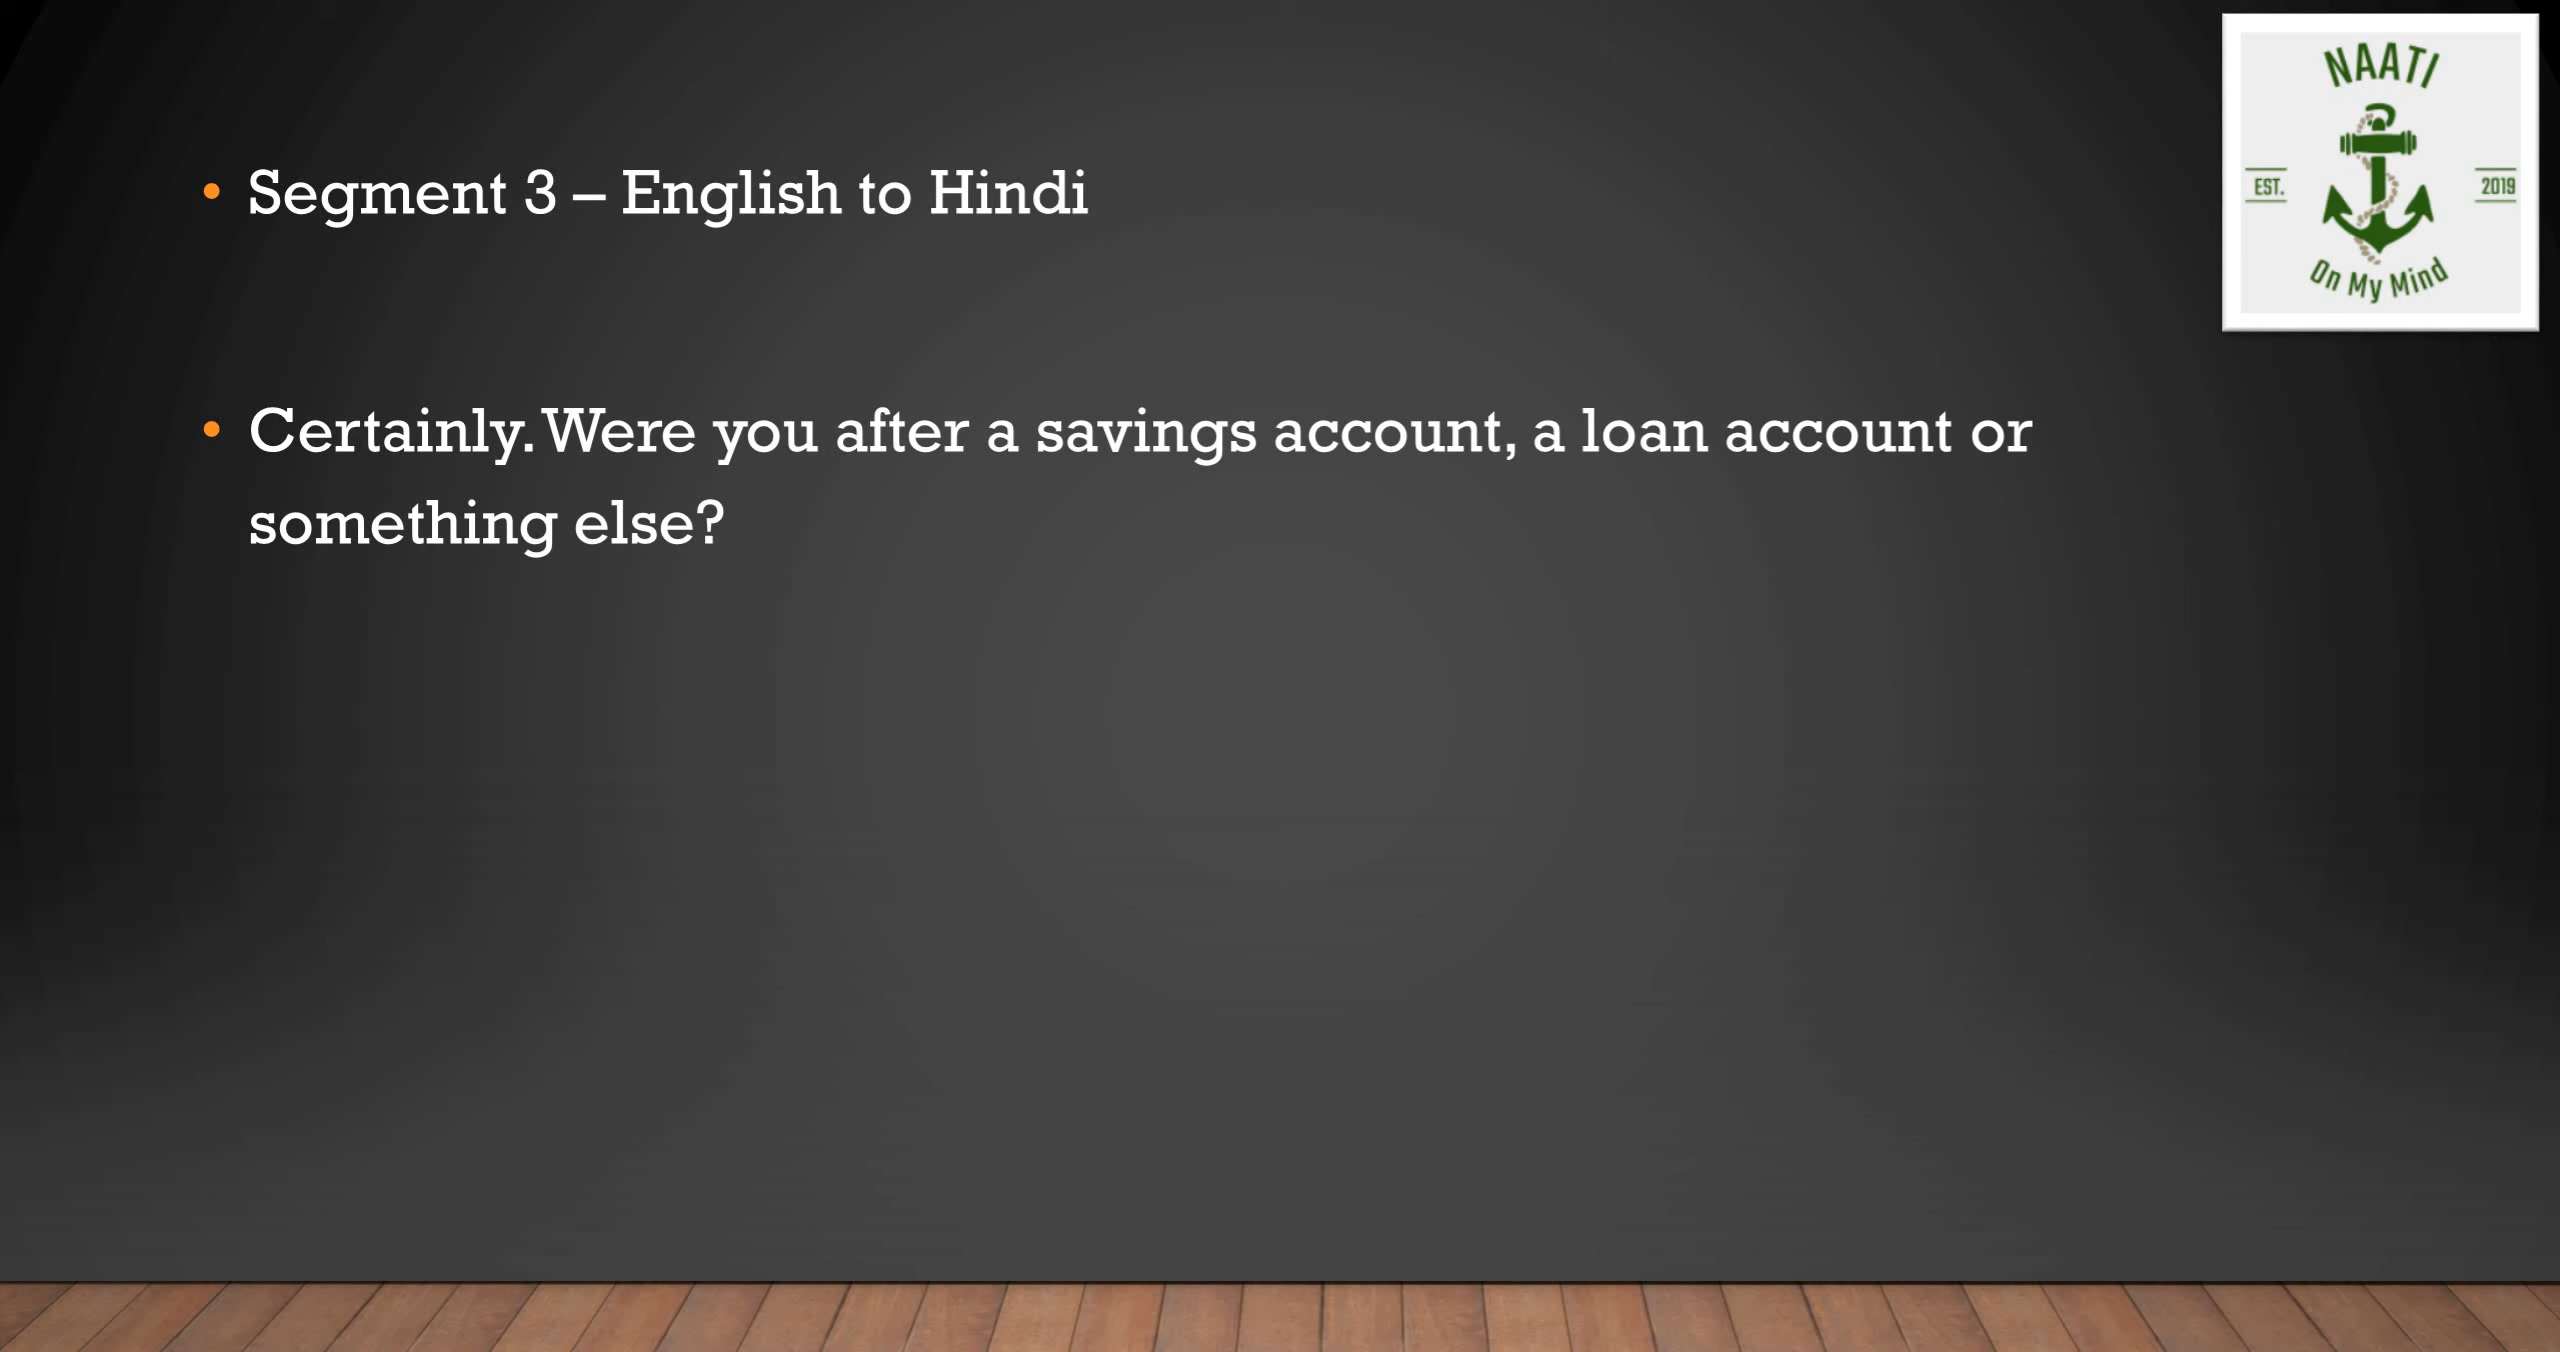 NAATI
EST. 2019
On My Mind
• Segment 3 – English to Hindi
• Certainly. Were you after a savings account, a loan account or
something else?